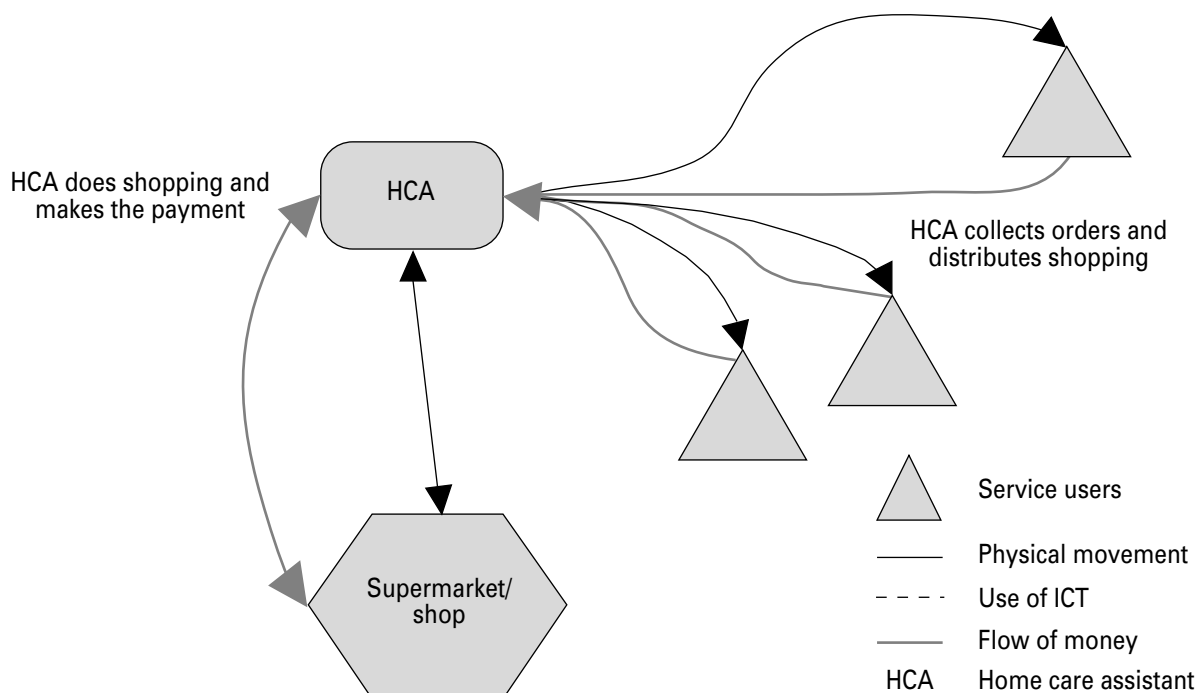 HCA does shopping and
makes the payment
HCA
HCA collects orders and
distributes shopping
Supermarket/
shop
Service users
Physical movement
Use of ICT
Flow of money
HCA Home care assistant